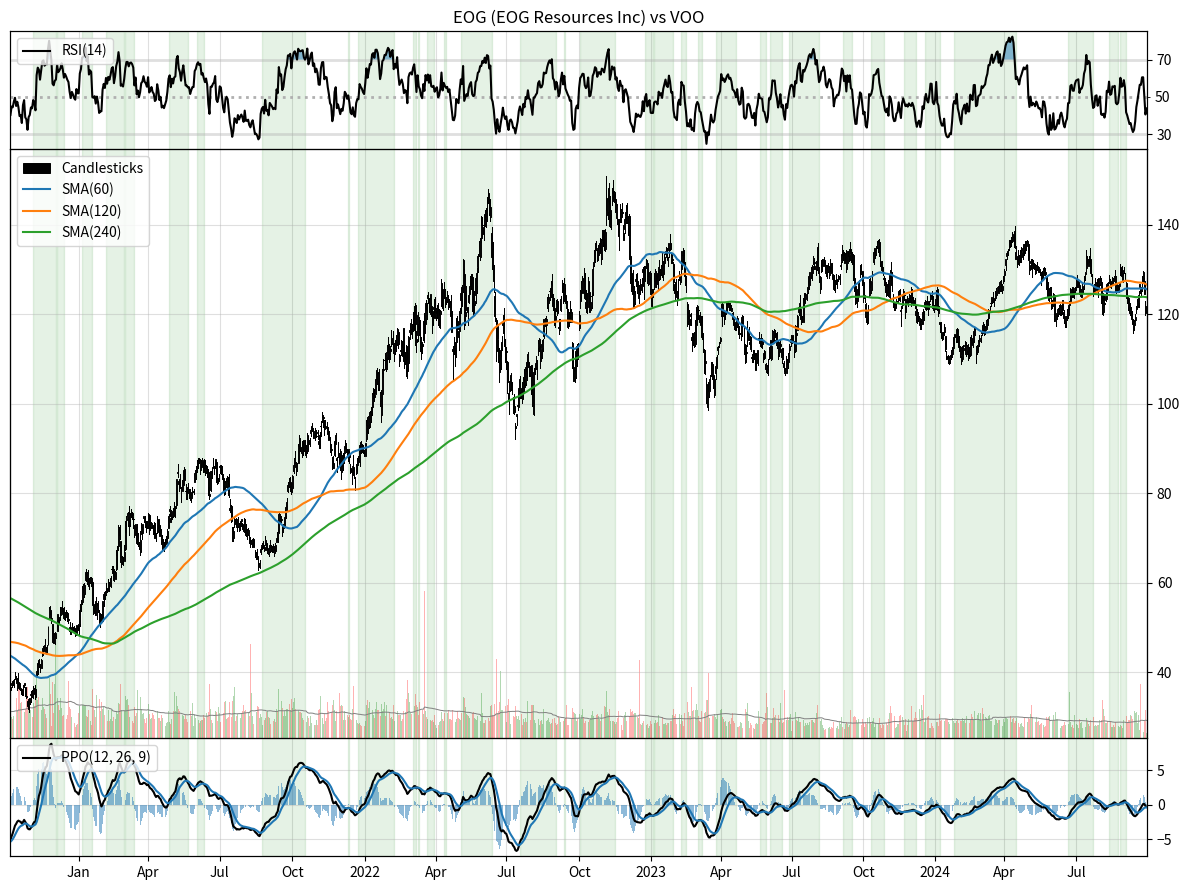 EOG (EOG Resources Inc) vs VOO
RSI(14)
70
50
30
Candlesticks
SMA(60)
SMA(120)
SMA(240)
140
120
100
80
60
40
PPO(12, 26, 9)
5
0
−5
Jan Apr Jul Oct 2022 Apr Jul Oct 2023 Apr Jul Oct 2024 Apr Jul